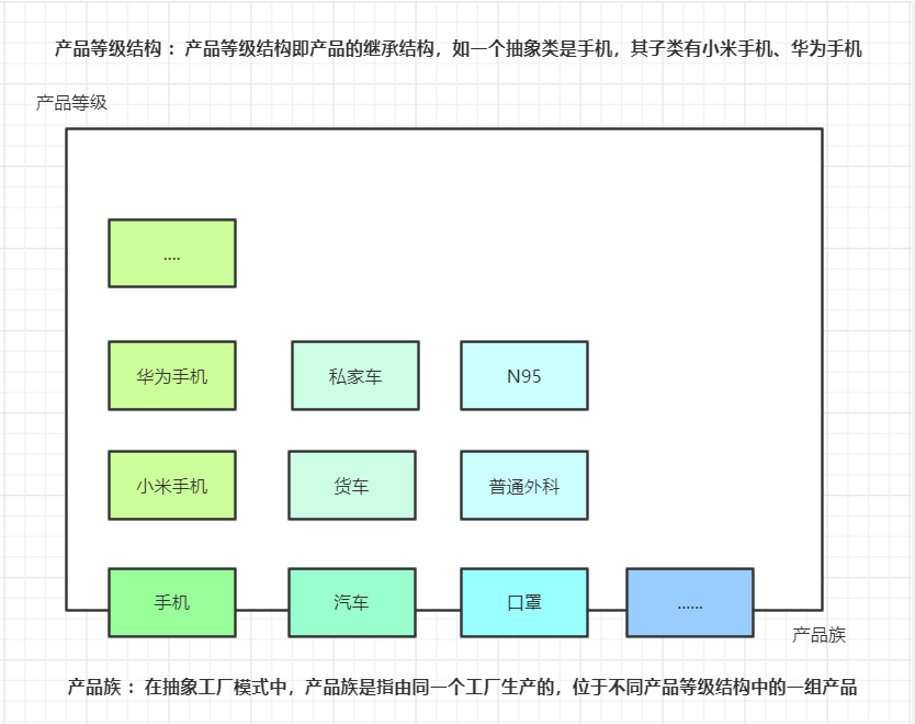 产品等级结构： 产品等级结构即产品的继承结构，如一个抽象类是手机，其子类有小米手机、华为手机
产品等级
....
华为手机
私家车
N95
小米手机
货车
普通外科
手机
汽车
口罩
......
产品族
产品族： 在抽象工厂模式中，产品族是指由同一个工厂生产的，位于不同产品等级结构中的一组产品